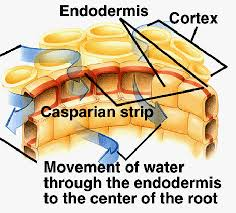 Endodermis
Cortex
Casparian strip
Movement of water
through the endodermis
to the center of the root